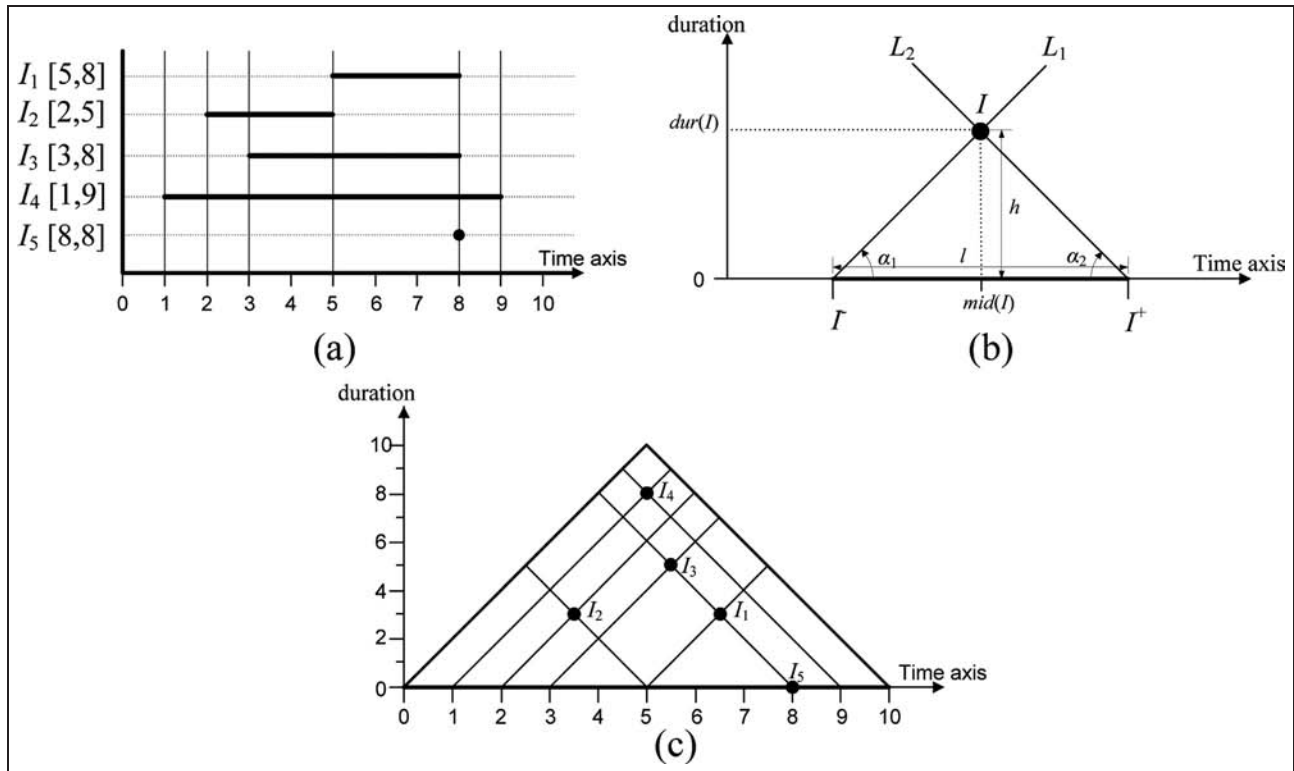 I₁ [5,8]
I₂ [2,5]
I₃ [3,8]
I₄ [1,9]
I₅ [8,8]
Time axis
0 1 2 3 4 5 6 7 8 9 10
(a)
duration
L₂ L₁
I
dur(I)
h
α₁ l α₂ Time axis
0
I⁻ mid(I) I⁺
(b)
duration
10
8
6
4
2
0
I₄
I₃
I₂ I₁
I₅
Time axis
0 1 2 3 4 5 6 7 8 9 10
(c)